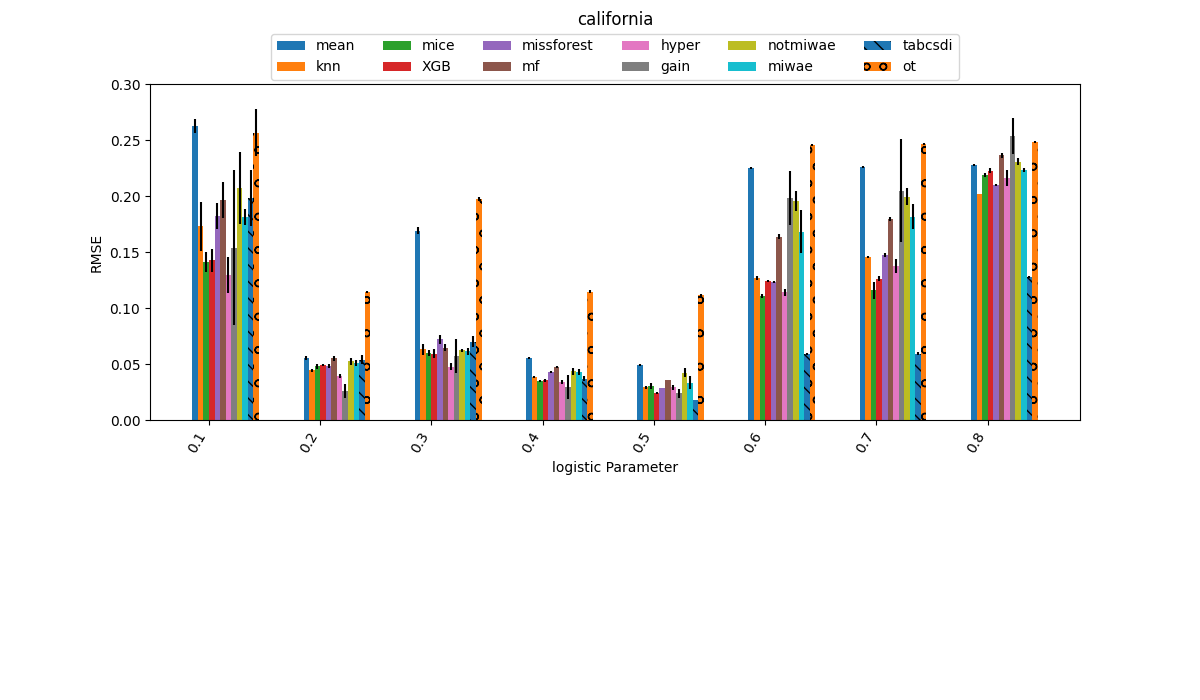 california
mean mice missforest hyper notmiwae tabcsdi
knn XGB mf gain miwae ot
0.30
0.25
0.20
0.15
0.10
0.05
0.00
RMSE
0.1 0.2 0.3 0.4 0.5 0.6 0.7 0.8
logistic Parameter